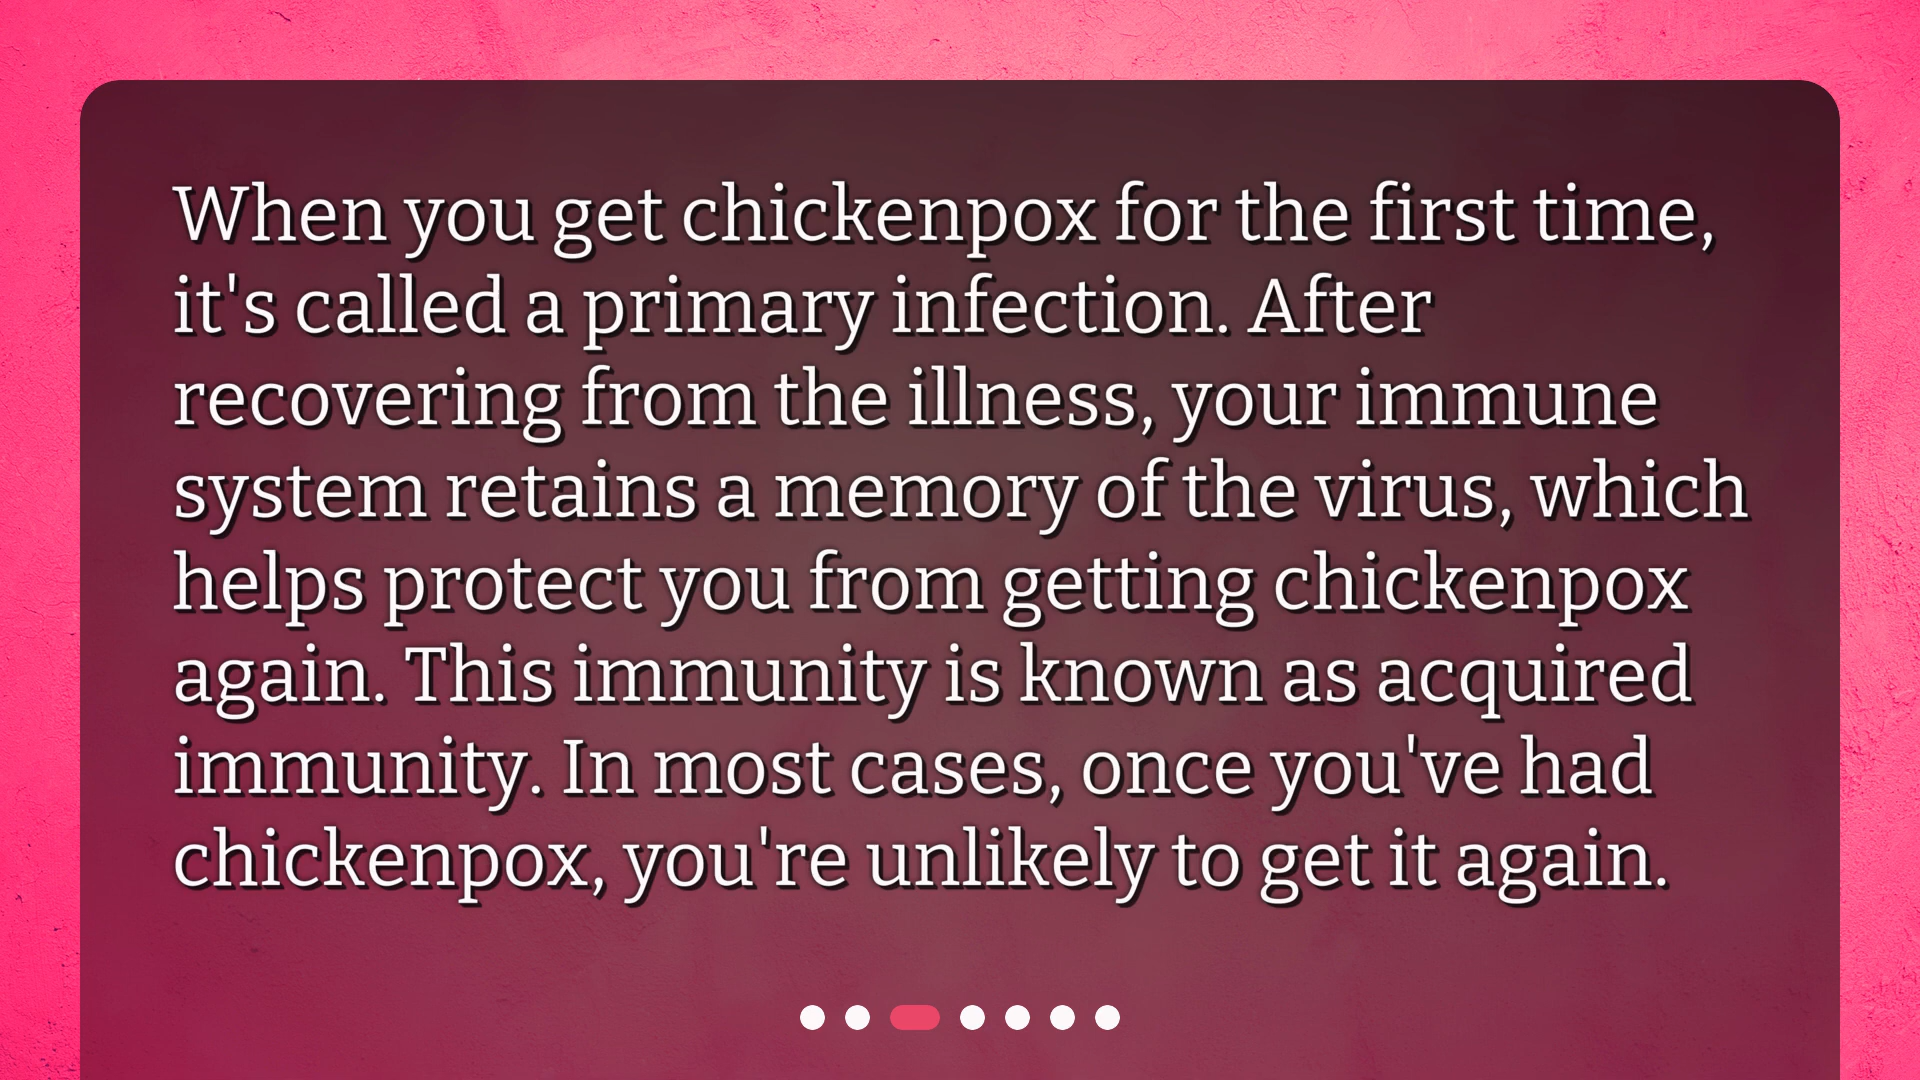 When you get chickenpox for the first time,
it's called a primary infection. After
recovering from the illness, your immune
system retains a memory of the virus, which
helps protect you from getting chickenpox
again. This immunity is known as acquired
immunity. In most cases, once you've had
chickenpox, you're unlikely to get it again.